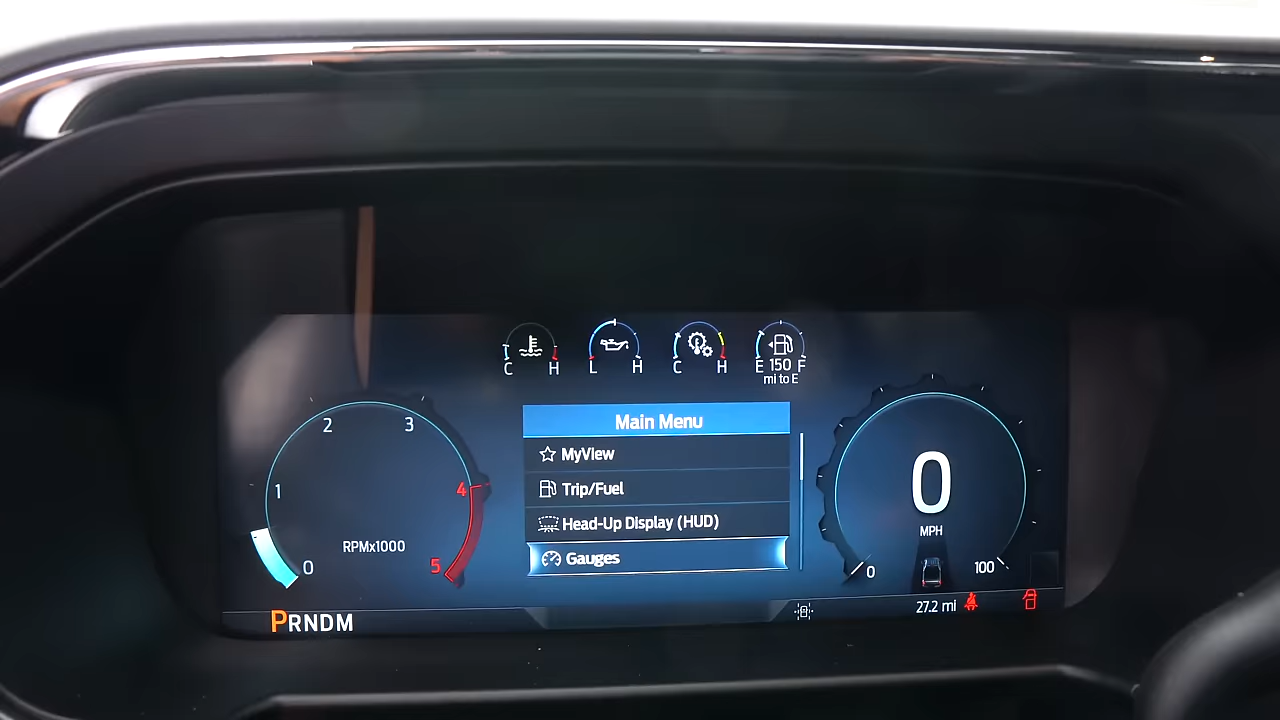 C H
L H
C H
E 150 F
mi to E
Main Menu
MyView
Trip/Fuel
Head-Up Display (HUD)
Gauges
0
1
2
3
4
5
RPMx1000
0
MPH
0
100
PRNDM
27.2 mi